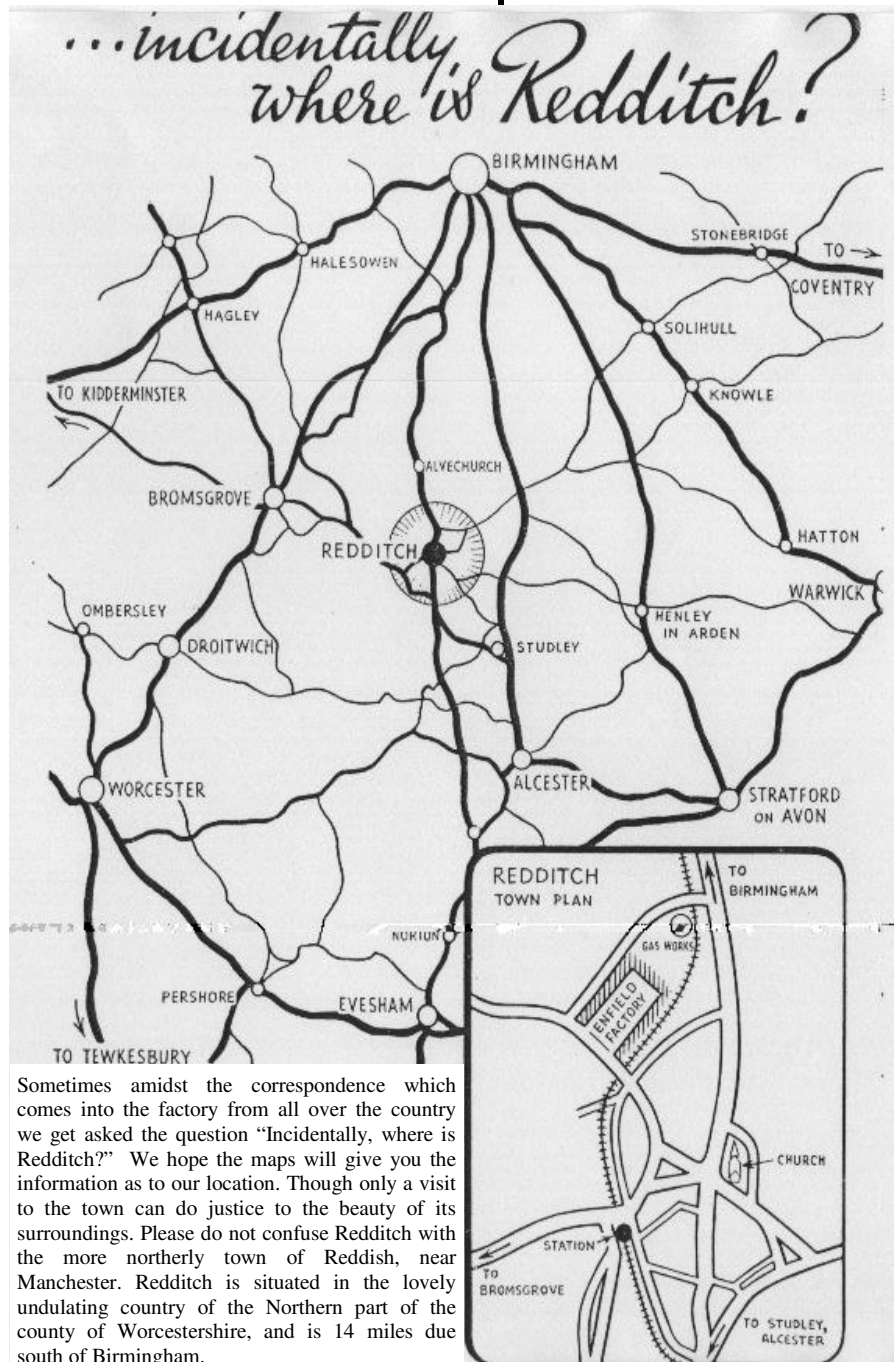 ...incidentally,
where is Redditch?
BIRMINGHAM
STONEBRIDGE
TO →
COVENTRY
HALESOWEN
HAGLEY
SOLIHULL
TO KIDDERMINSTER
KNOWLE
ALVECHURCH
BROMSGROVE
REDDITCH
HATTON
WARWICK
OMBERSLEY
HENLEY
IN ARDEN
DROITWICH
STUDLEY
WORCESTER
ALCESTER
STRATFORD
ON AVON
NORTON
PERSHORE
EVESHAM
TO TEWKESBURY
REDDITCH
TOWN PLAN
TO
BIRMINGHAM
GAS WORKS
ENFIELD
FACTORY
CHURCH
STATION
TO
BROMSGROVE
TO STUDLEY,
ALCESTER
Sometimes amidst the correspondence which
comes into the factory from all over the country
we get asked the question “Incidentally, where is
Redditch?” We hope the maps will give you the
information as to our location. Though only a visit
to the town can do justice to the beauty of its
surroundings. Please do not confuse Redditch with
the more northerly town of Reddish, near
Manchester. Redditch is situated in the lovely
undulating country of the Northern part of the
county of Worcestershire, and is 14 miles due
south of Birmingham.